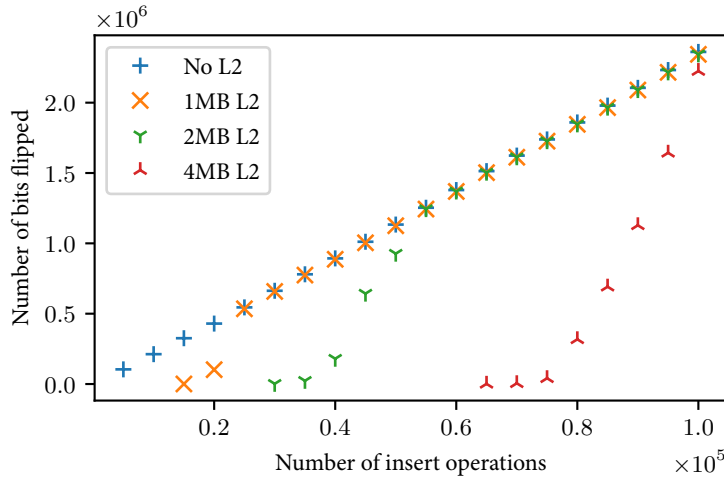 ×10⁶
No L2
1MB L2
2MB L2
4MB L2
Number of bits flipped
2.0
1.5
1.0
0.5
0.0
0.2
0.4
0.6
0.8
1.0
Number of insert operations
×10⁵